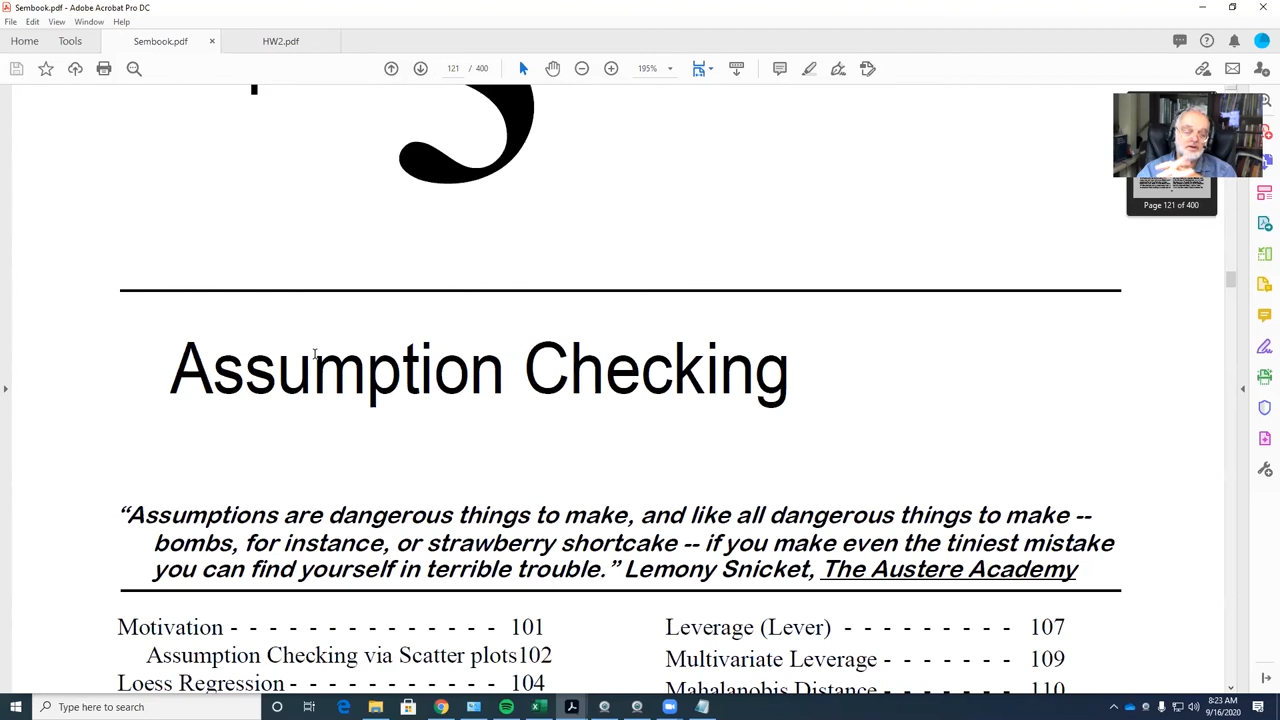 Sembook.pdf - Adobe Acrobat Pro DC
File Edit View Window Help
Home Tools Sembook.pdf × HW2.pdf
121 / 400 195%
Page 121 of 400
Assumption Checking
“Assumptions are dangerous things to make, and like all dangerous things to make --
bombs, for instance, or strawberry shortcake -- if you make even the tiniest mistake
you can find yourself in terrible trouble.” Lemony Snicket, The Austere Academy
Motivation - - - - - - - - - - - - - - 101
Assumption Checking via Scatter plots102
Loess Regression - - - - - - - - - - - 104
Leverage (Lever) - - - - - - - - - 107
Multivariate Leverage - - - - - - - 109
Mahalanobis Distance - - - - - - - 110
Type here to search
8:23 AM
9/16/2020